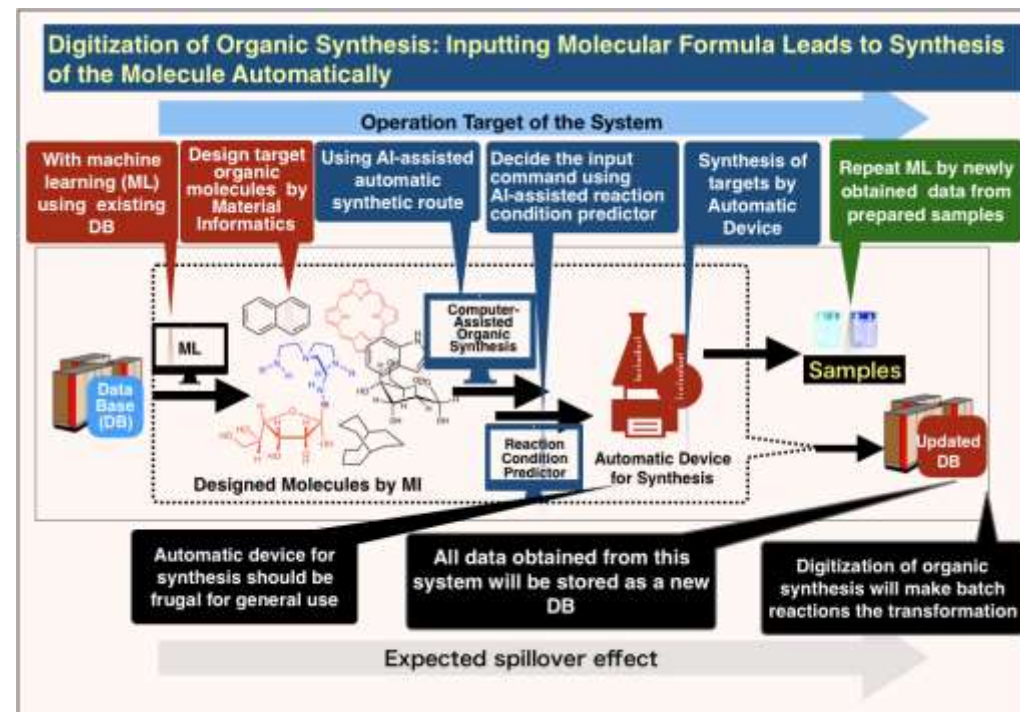 Digitization of Organic Synthesis: Inputting Molecular Formula Leads to Synthesis
of the Molecule Automatically
Operation Target of the System
With machine
learning (ML)
using existing
DB
Design target
organic
molecules by
Material
Informatics
Using AI-assisted
automatic
synthetic route
Decide the input
command using
AI-assisted reaction
condition predictor
Synthesis of
targets by
Automatic
Device
Repeat ML by newly
obtained data from
prepared samples
ML
Data
Base
(DB)
Computer-
Assisted
Organic
Synthesis
Reaction
Condition
Predictor
Designed Molecules by MI
Automatic Device
for Synthesis
Samples
Updated
DB
Automatic device for
synthesis should be
frugal for general use
All data obtained from this
system will be stored as a new
DB
Digitization of organic
synthesis will make batch
reactions the transformation
Expected spillover effect